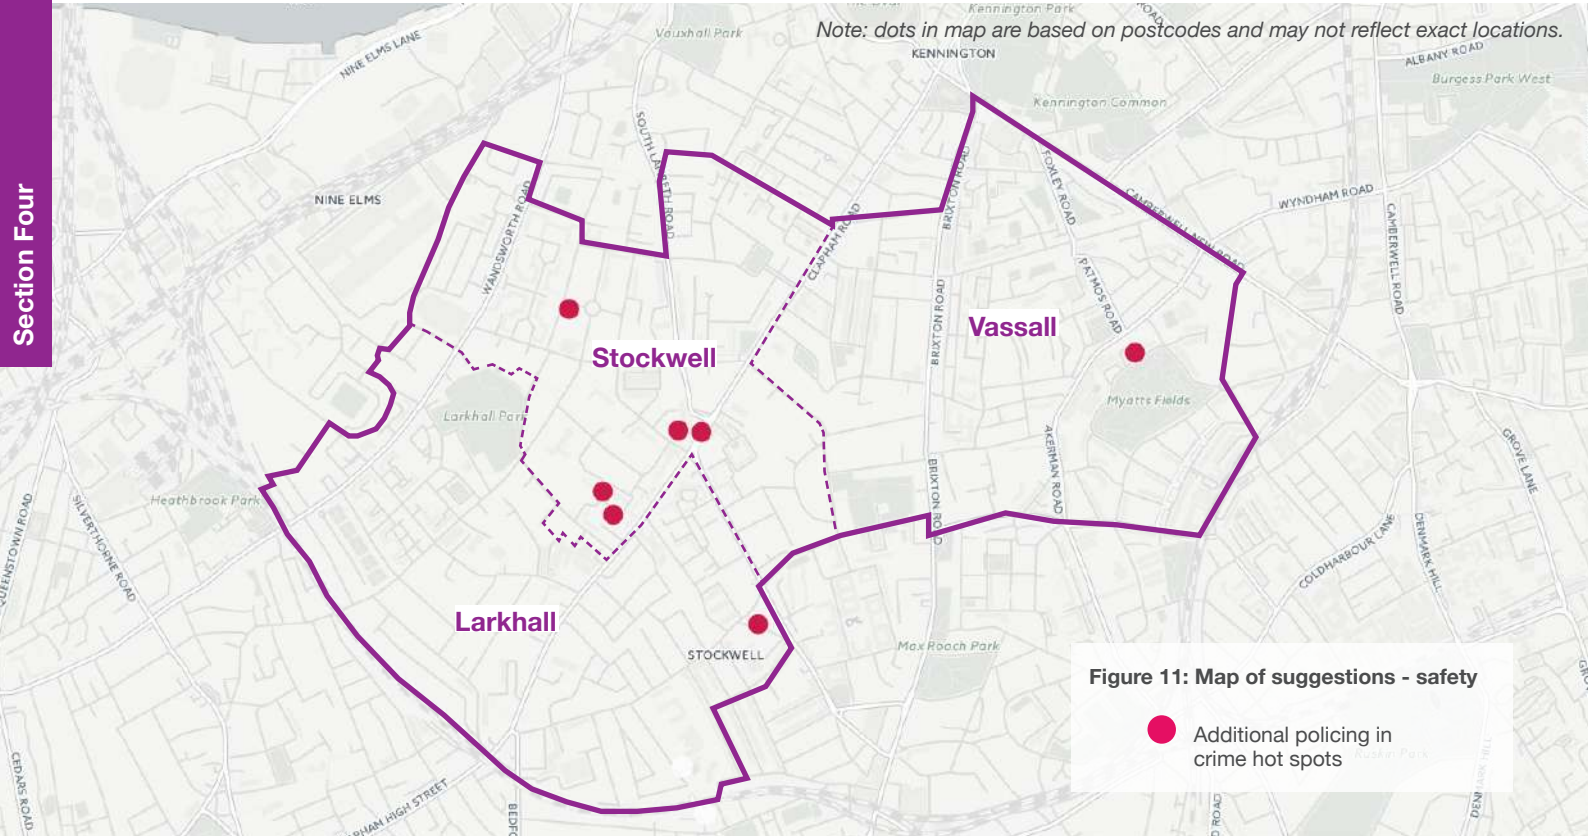 Section Four
Note: dots in map are based on postcodes and may not reflect exact locations.
Kennington Park
Vauxhall Park
KENNINGTON
ALBANY ROAD
Burgess Park West
NINE ELMS LANE
Kennington Common
SOUTH LAMBETH ROAD
BRIXTON ROAD
FOXLEY ROAD
CAMBERWELL NEW ROAD
WYNDHAM ROAD
CAMBERWELL ROAD
NINE ELMS
WANDSWORTH ROAD
CLAPHAM ROAD
PATMOS ROAD
BRIXTON ROAD
Vassall
Stockwell
Larkhall Park
Myatts Fields
AKERMAN ROAD
GROVE LANE
BRIXTON ROAD
Heathbrook Park
SILVERTHORNE ROAD
QUEENSTOWN ROAD
COLDHARBOUR LANE
DENMARK HILL
Larkhall
STOCKWELL
Max Roach Park
Figure 11: Map of suggestions - safety
Additional policing in
crime hot spots
Ruskin Park
CEDARS ROAD
PHAM HIGH STREET
BEDFO
D ROAD